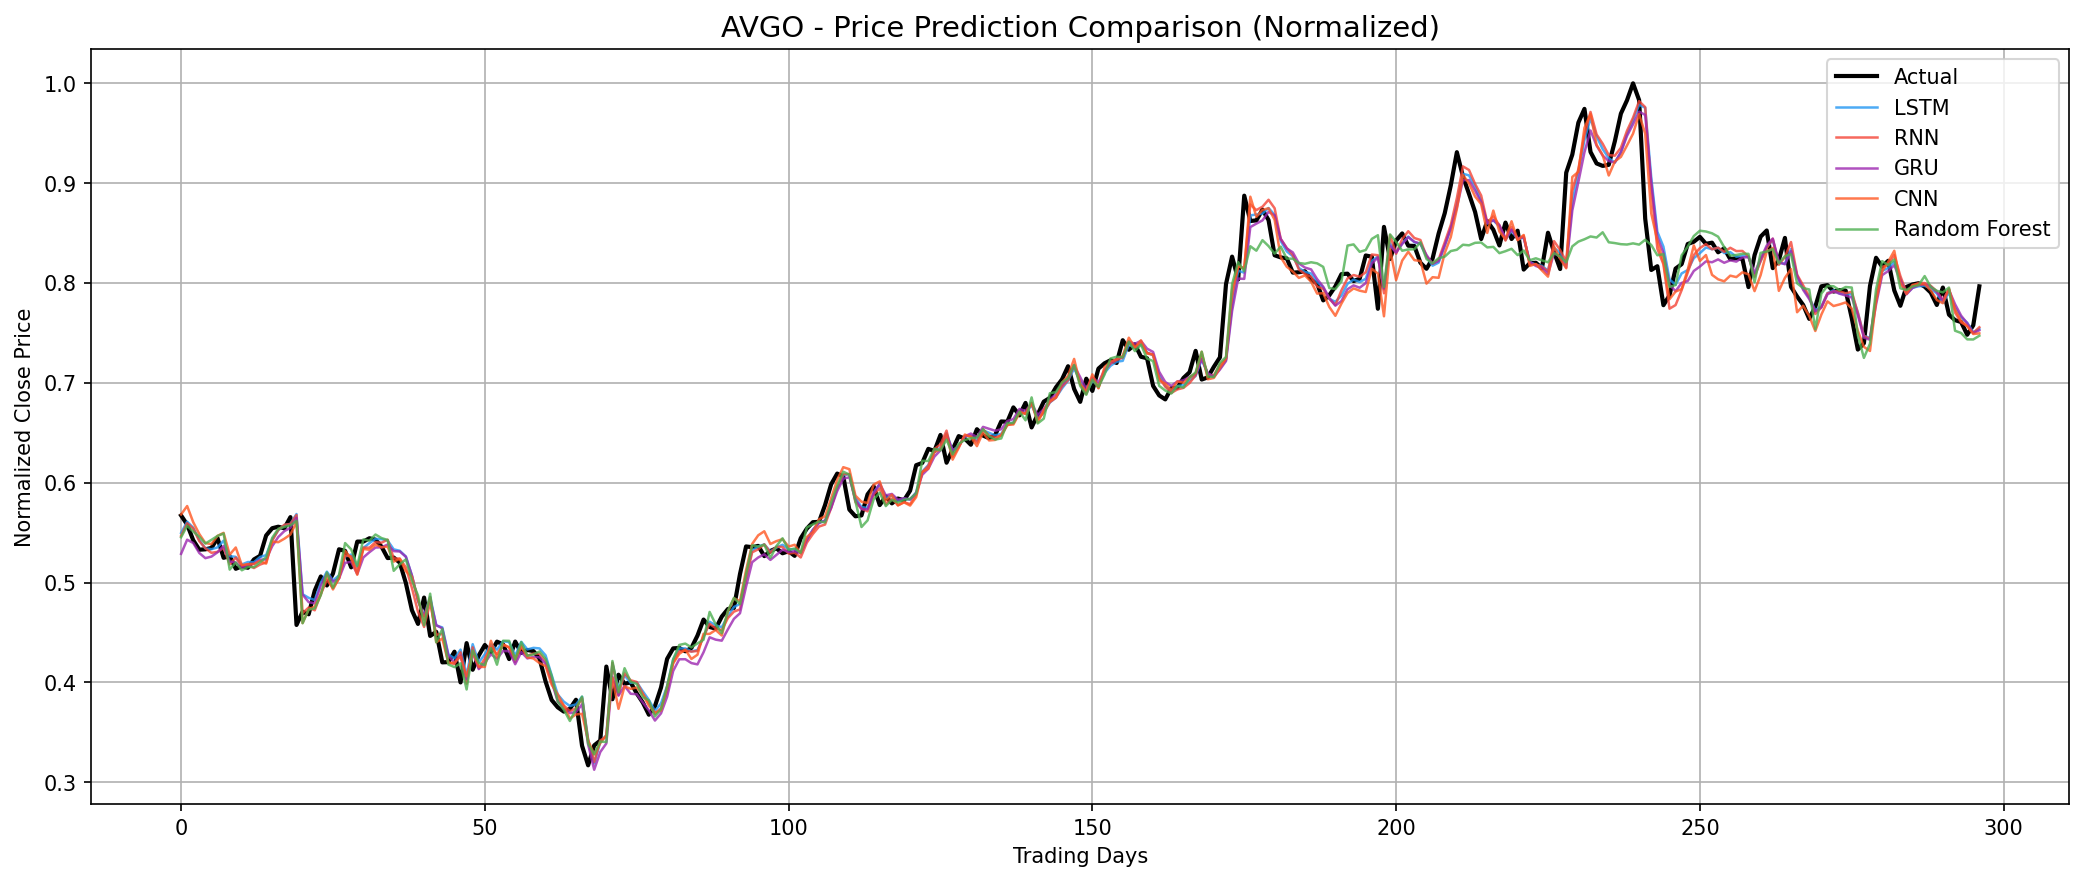 AVGO - Price Prediction Comparison (Normalized)
Normalized Close Price
1.0
0.9
0.8
0.7
0.6
0.5
0.4
0.3
Actual
LSTM
RNN
GRU
CNN
Random Forest
0 50 100 150 200 250 300
Trading Days